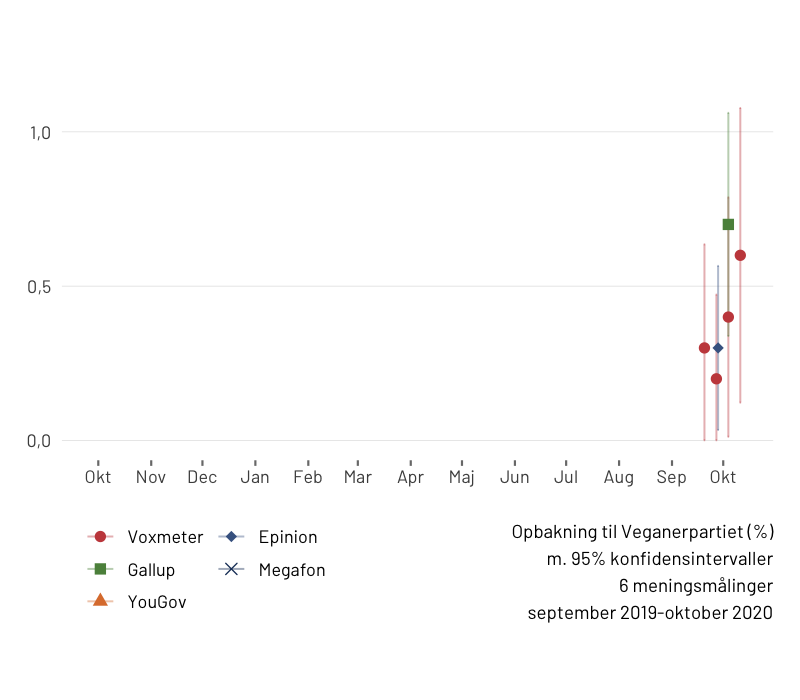 1,0
0,5
0,0
Okt Nov Dec Jan Feb Mar Apr Maj Jun Jul Aug Sep Okt
Voxmeter Epinion
Gallup Megafon
YouGov
Opbakning til Veganerpartiet (%)
m. 95% konfidensintervaller
6 meningsmålinger
september 2019-oktober 2020